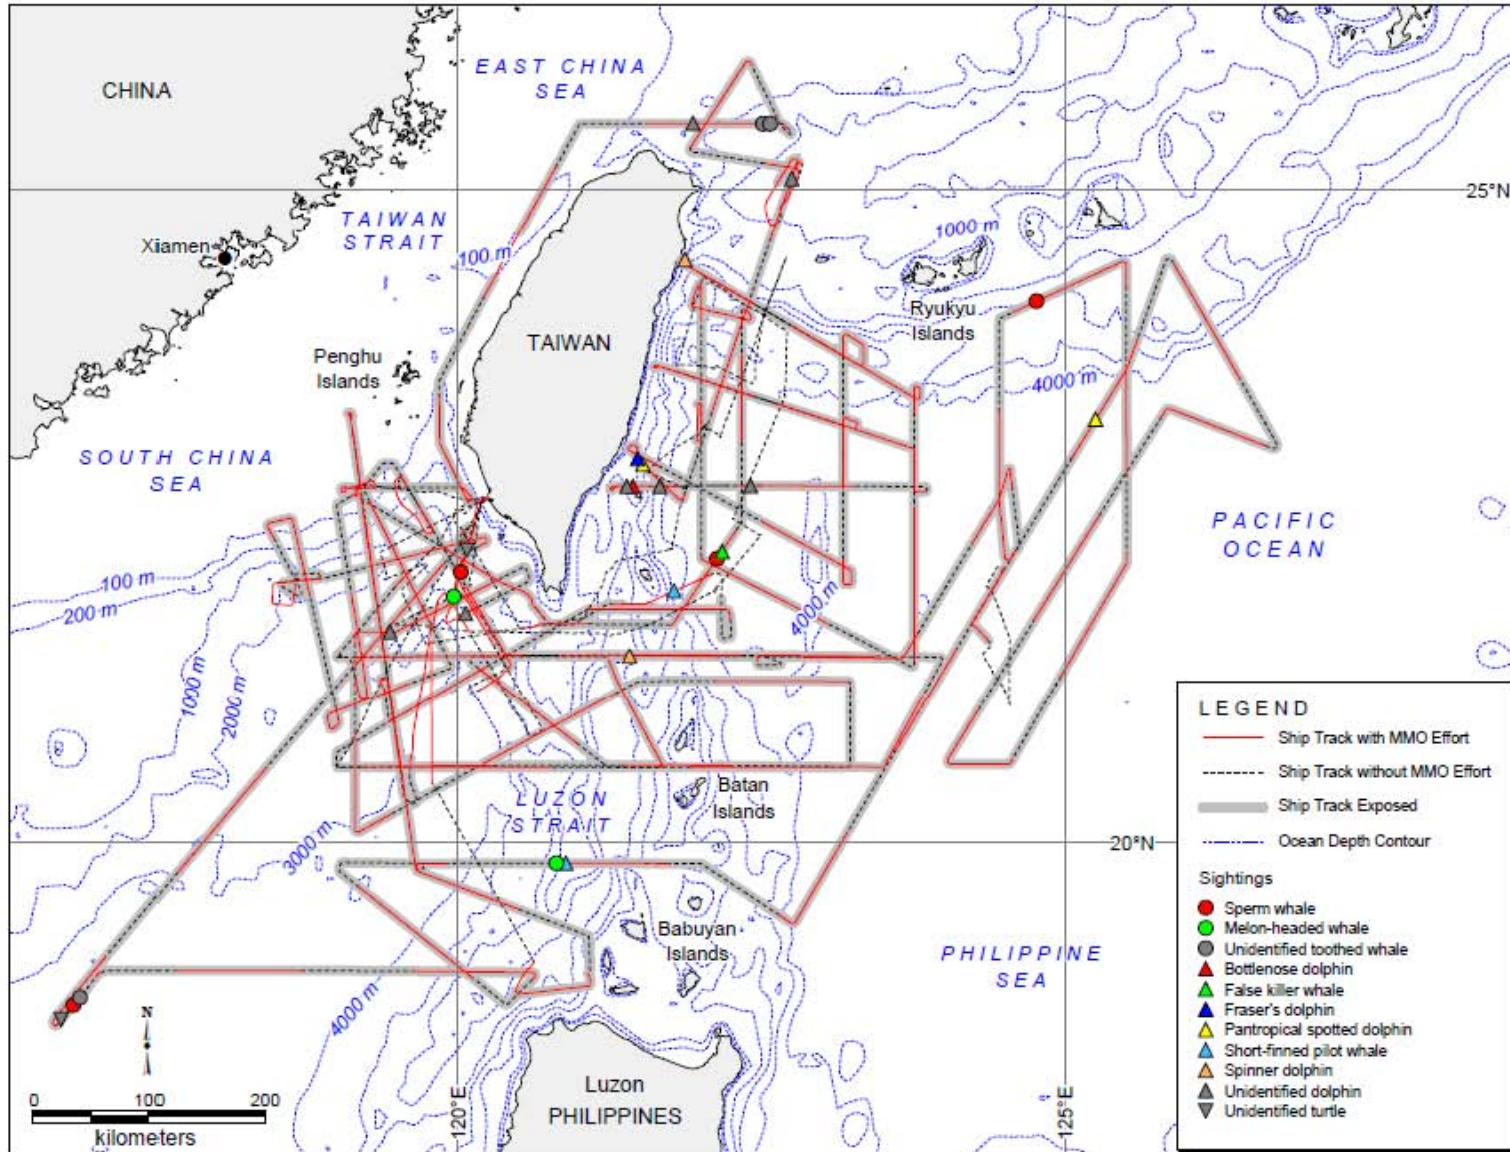 EAST CHINA
SEA
CHINA
25°N
TAIWAN
STRAIT
Xiamen
100 m
1000 m
Ryukyu
Islands
TAIWAN
Penghu
Islands
4000 m
SOUTH CHINA
SEA
PACIFIC
OCEAN
100 m
200 m
4000 m
1000 m
2000 m
Batan
Islands
LUZON
STRAIT
3000 m
20°N
Babuyan
Islands
PHILIPPINE
SEA
4000 m
N
Luzon
PHILIPPINES
120°E
125°E
0 100 200
kilometers
LEGEND
Ship Track with MMO Effort
Ship Track without MMO Effort
Ship Track Exposed
Ocean Depth Contour
Sightings
Sperm whale
Melon-headed whale
Unidentified toothed whale
Bottlenose dolphin
False killer whale
Fraser's dolphin
Pantropical spotted dolphin
Short-finned pilot whale
Spinner dolphin
Unidentified dolphin
Unidentified turtle